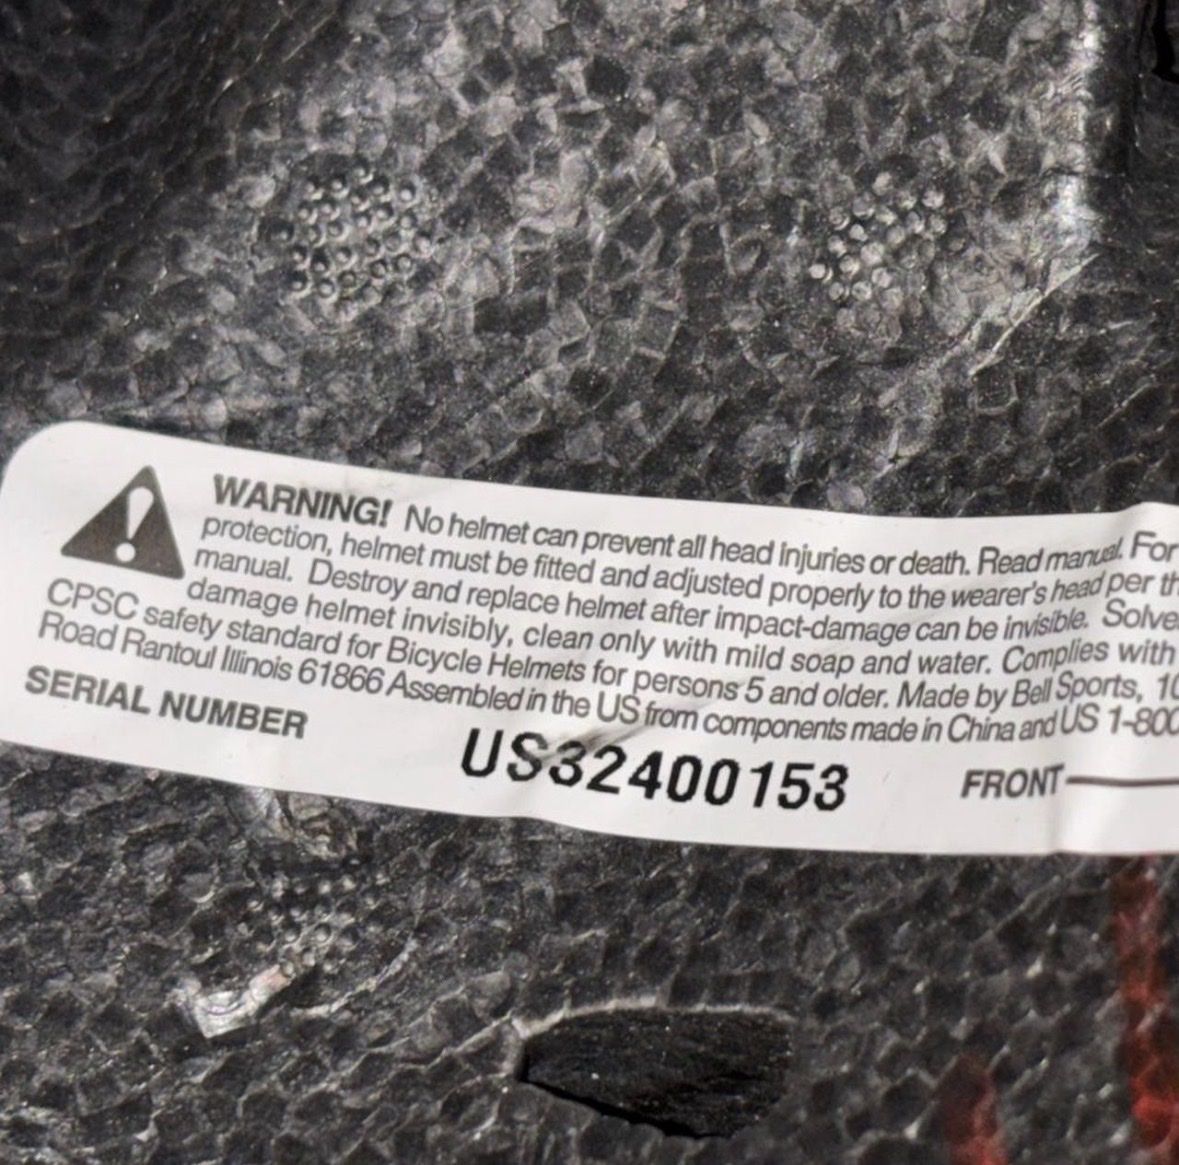 WARNING! No helmet can prevent all head injuries or death. Read manual. For
protection, helmet must be fitted and adjusted properly to the wearer's head per
manual. Destroy and replace helmet after impact-damage can be invisible.
damage helmet invisibly, clean only with mild soap and water. Complies with
CPSC safety standard for Bicycle Helmets for persons 5 and older. Made by Bell Sports,
Road Rantoul Illinois 61866 Assembled in the US from components made in China and US
SERIAL NUMBER
US32400153
FRONT